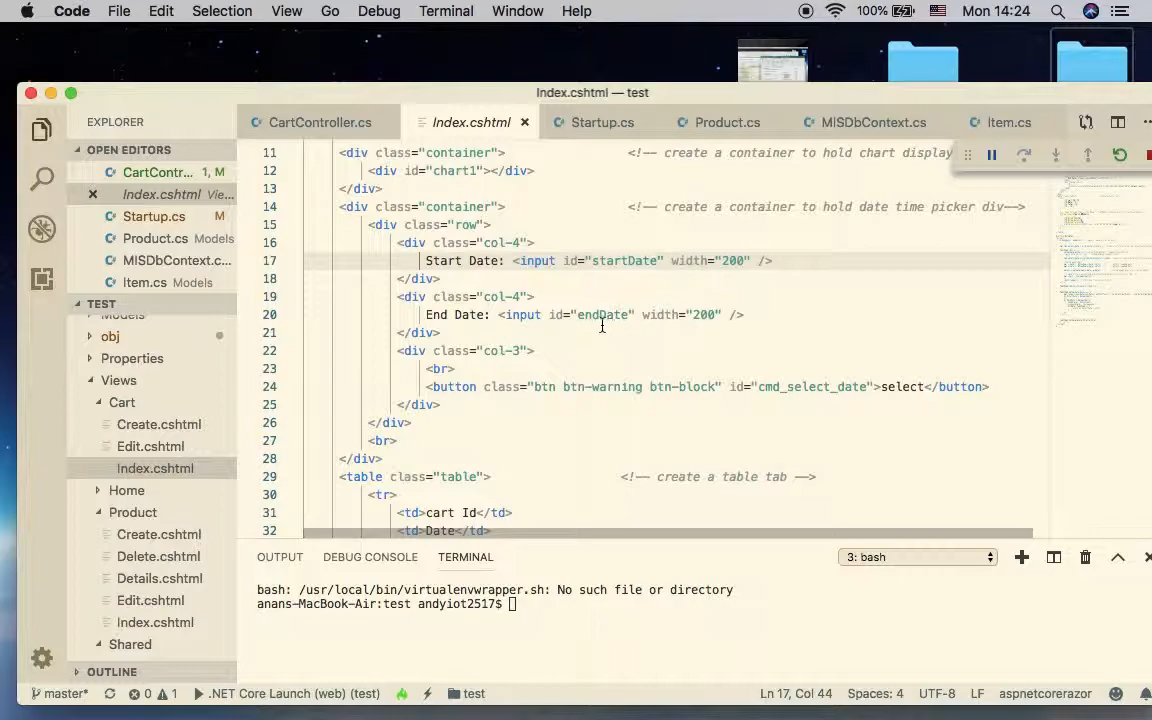 Code File Edit Selection View Go Debug Terminal Window Help 100% Mon 14:24
Index.cshtml — test
EXPLORER
CartController.cs Index.cshtml Startup.cs Product.cs MISDbContext.cs Item.cs
OPEN EDITORS
CartContr... 1, M
Index.cshtml Vie...
Startup.cs M
Product.cs Models
MISDbContext.c...
Item.cs Models
TEST
Models
obj
Properties
Views
Cart
Create.cshtml
Edit.cshtml
Index.cshtml
Home
Product
Create.cshtml
Delete.cshtml
Details.cshtml
Edit.cshtml
Index.cshtml
Shared
OUTLINE
11 <div class="container"> <!-- create a container to hold chart display
12 <div id="chart1"></div>
13 </div>
14 <div class="container"> <!-- create a container to hold date time picker div-->
15 <div class="row">
16 <div class="col-4">
17 Start Date: <input id="startDate" width="200" />
18 </div>
19 <div class="col-4">
20 End Date: <input id="endDate" width="200" />
21 </div>
22 <div class="col-3">
23 <br>
24 <button class="btn btn-warning btn-block" id="cmd_select_date">select</button>
25 </div>
26 </div>
27 <br>
28 </div>
29 <table class="table"> <!-- create a table tab -->
30 <tr>
31 <td>cart Id</td>
32 <td>Date</td>
OUTPUT DEBUG CONSOLE TERMINAL 3: bash
bash: /usr/local/bin/virtualenvwrapper.sh: No such file or directory
anans-MacBook-Air:test andyiot2517$
master* 0 1 .NET Core Launch (web) (test) test Ln 17, Col 44 Spaces: 4 UTF-8 LF aspnetcorerazor